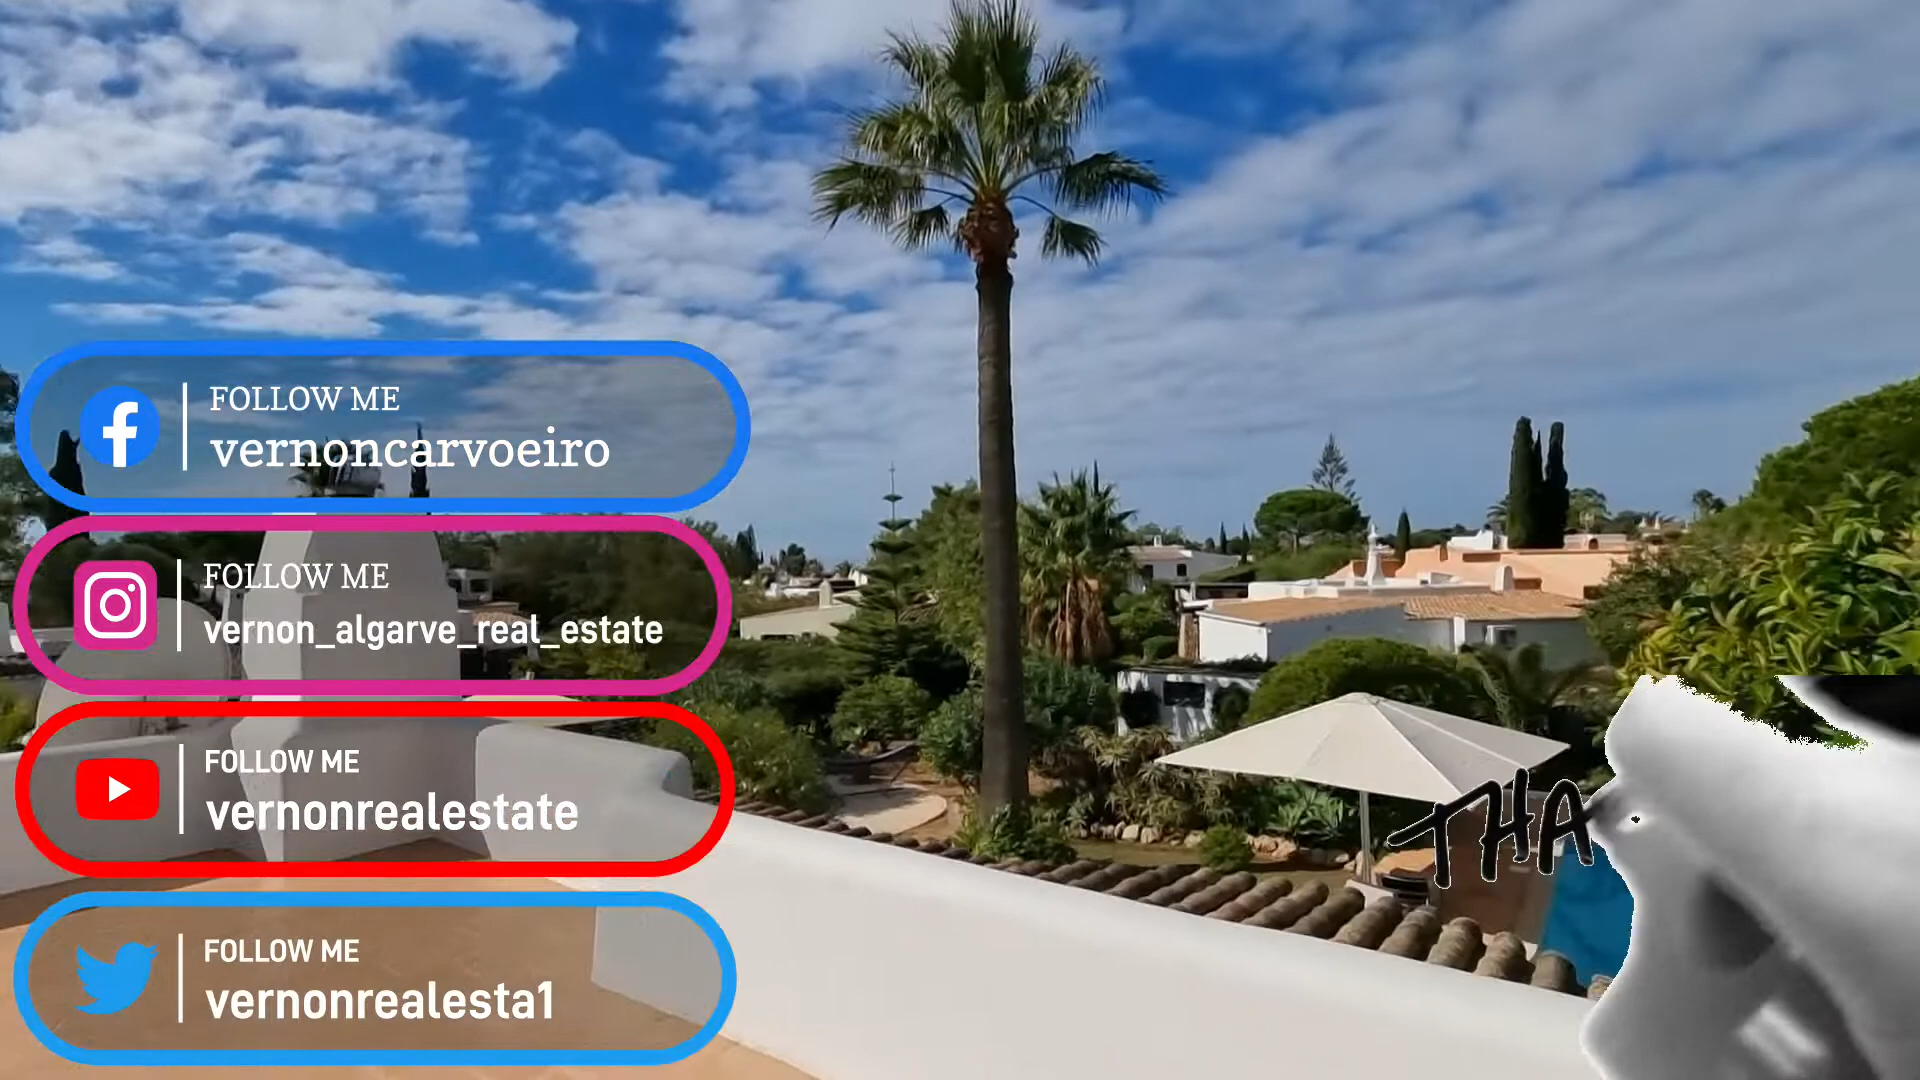 FOLLOW ME
vernoncarvoeiro
FOLLOW ME
vernon_algarve_real_estate
FOLLOW ME
vernonrealestate
FOLLOW ME
vernonrealesta1
THA